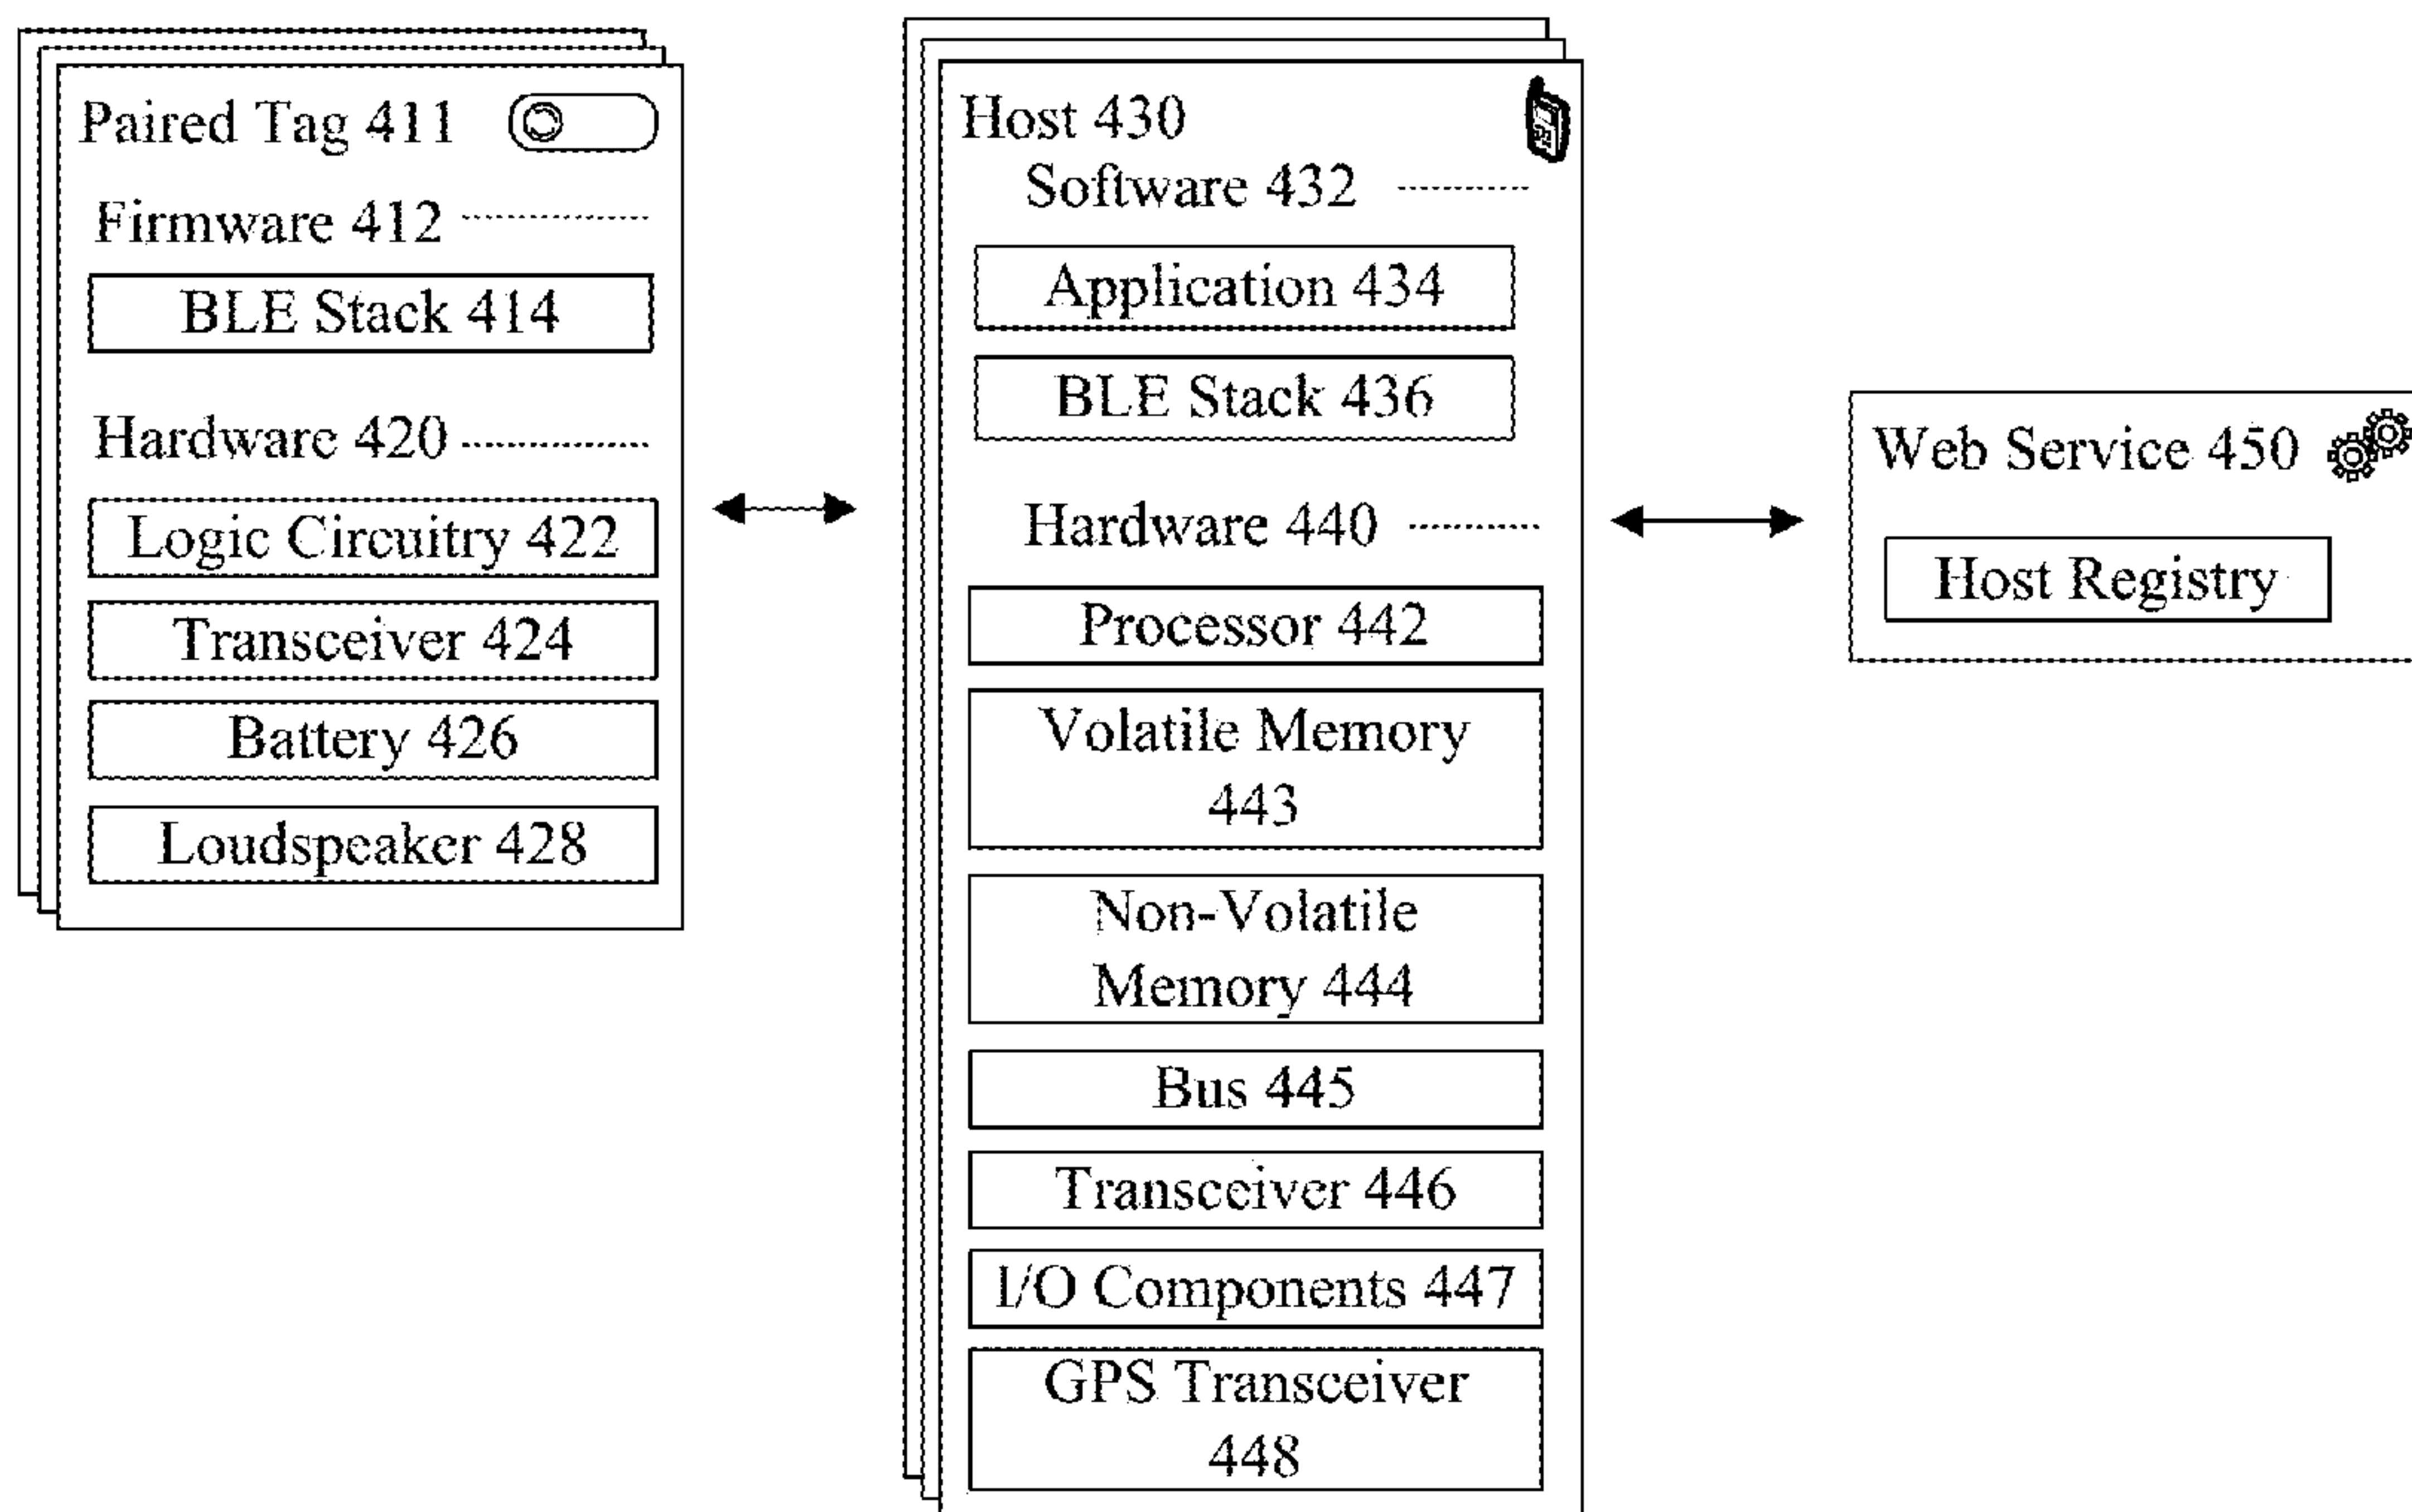 Paired Tag 411
Firmware 412
BLE Stack 414
Hardware 420
Logic Circuitry 422
Transceiver 424
Battery 426
Loudspeaker 428
Host 430
Software 432
Application 434
BLE Stack 436
Hardware 440
Processor 442
Volatile Memory
443
Non-Volatile
Memory 444
Bus 445
Transceiver 446
I/O Components 447
GPS Transceiver
448
Web Service 450
Host Registry